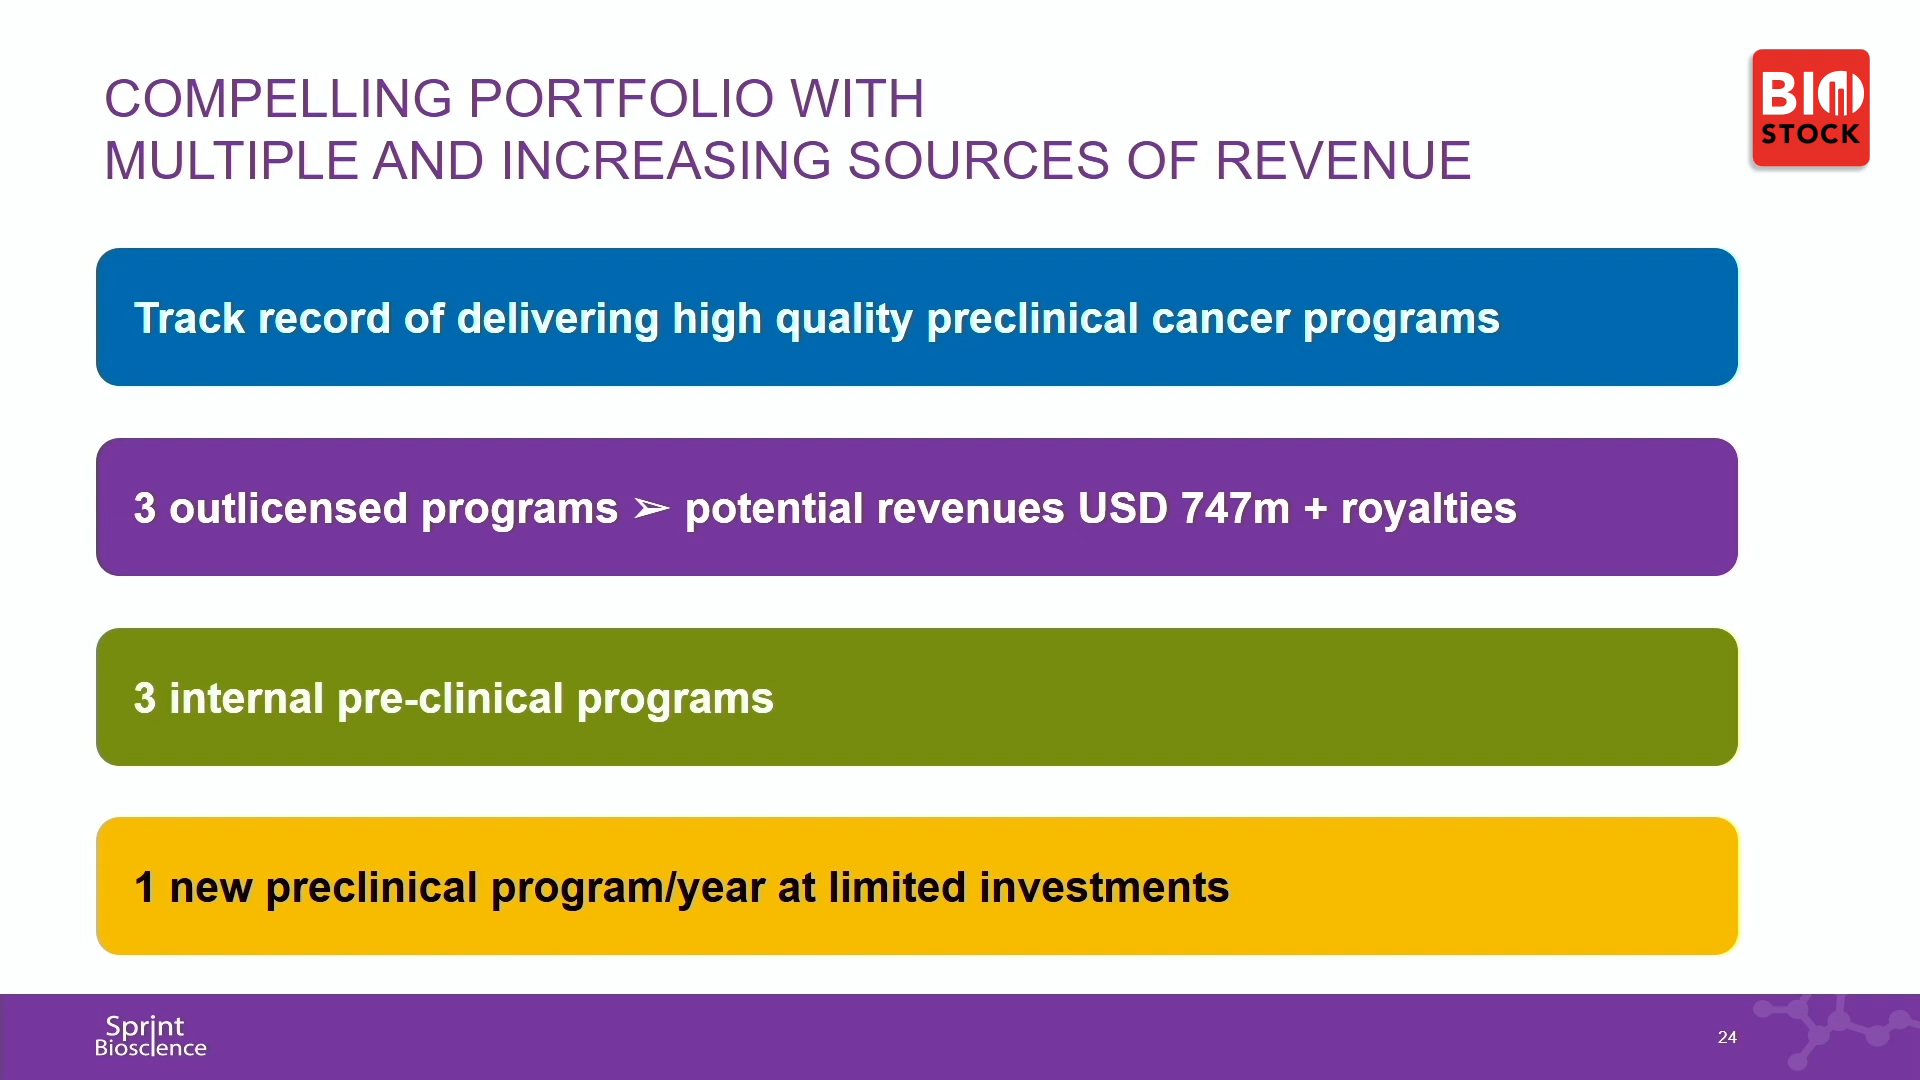 COMPELLING PORTFOLIO WITH
MULTIPLE AND INCREASING SOURCES OF REVENUE
BIO
STOCK
Track record of delivering high quality preclinical cancer programs
3 outlicensed programs ➢ potential revenues USD 747m + royalties
3 internal pre-clinical programs
1 new preclinical program/year at limited investments
Sprint
Bioscience
24